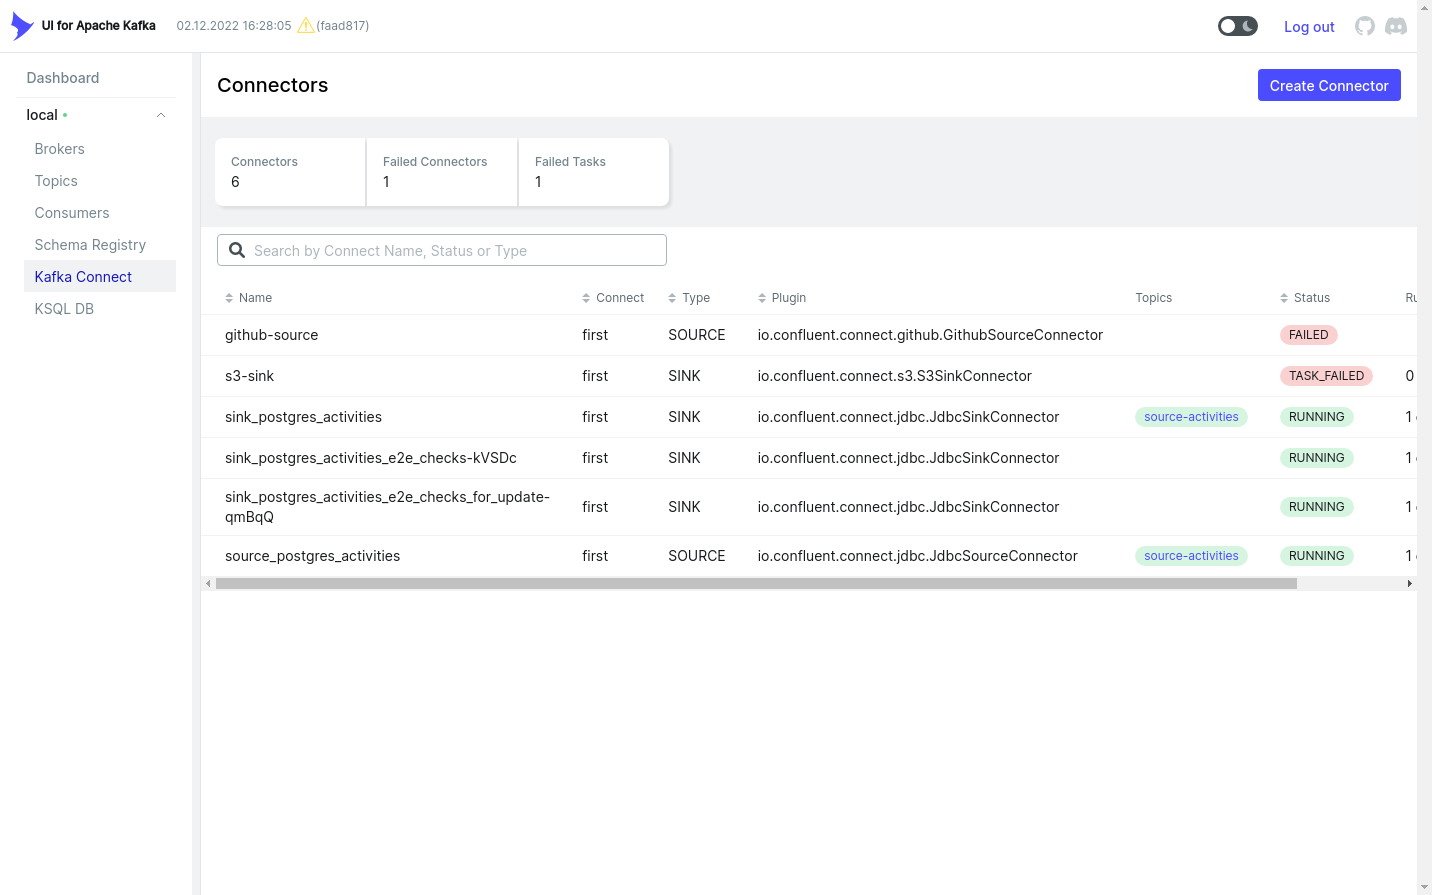 UI for Apache Kafka 02.12.2022 16:28:05 (faad817) Log out
Dashboard
local
Brokers
Topics
Consumers
Schema Registry
Kafka Connect
KSQL DB
Connectors Create Connector
Connectors Failed Connectors Failed Tasks
6 1 1
Search by Connect Name, Status or Type
Name Connect Type Plugin Topics Status
github-source first SOURCE io.confluent.connect.github.GithubSourceConnector FAILED
s3-sink first SINK io.confluent.connect.s3.S3SinkConnector TASK_FAILED 0
sink_postgres_activities first SINK io.confluent.connect.jdbc.JdbcSinkConnector source-activities RUNNING 1
sink_postgres_activities_e2e_checks-kVSDc first SINK io.confluent.connect.jdbc.JdbcSinkConnector RUNNING 1
sink_postgres_activities_e2e_checks_for_update-
qmBqQ first SINK io.confluent.connect.jdbc.JdbcSinkConnector RUNNING 1
source_postgres_activities first SOURCE io.confluent.connect.jdbc.JdbcSourceConnector source-activities RUNNING 1